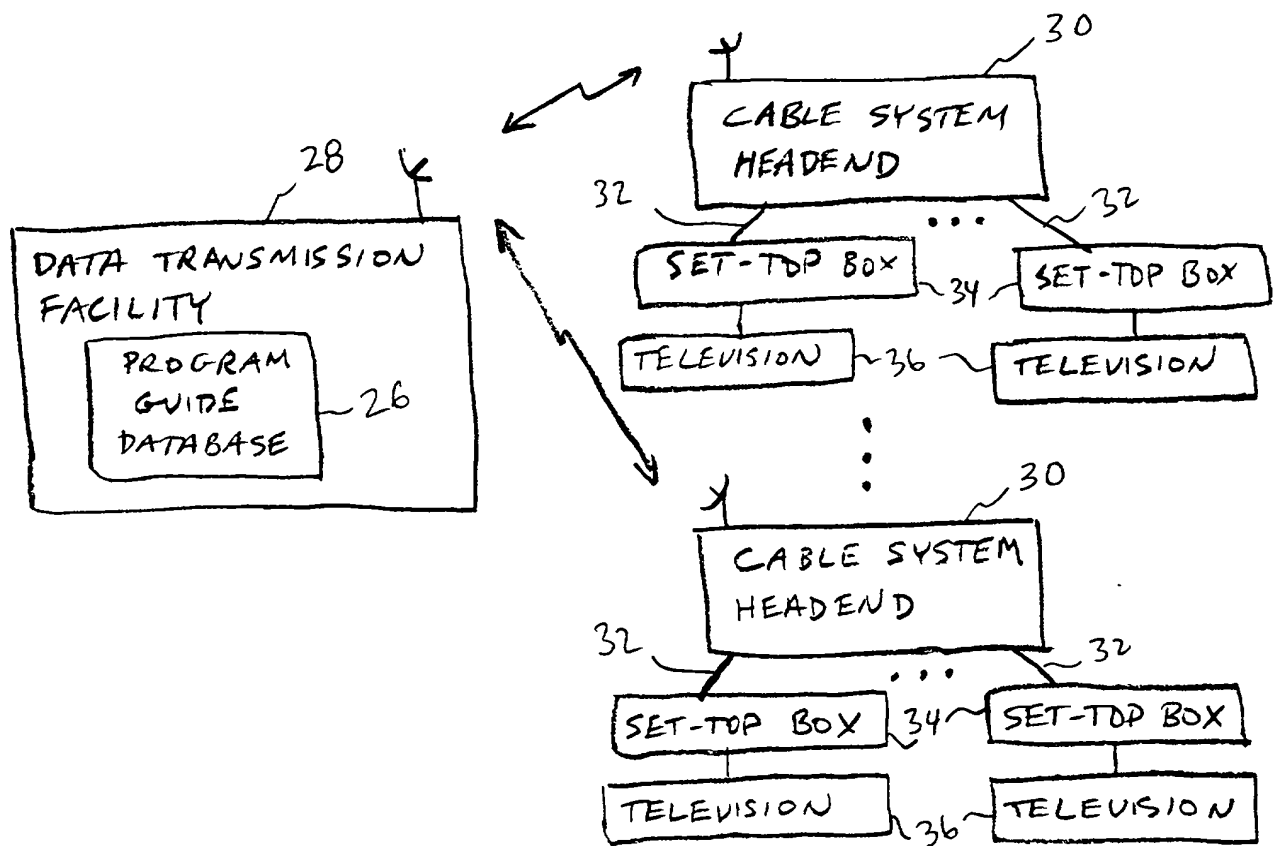 30
CABLE SYSTEM
HEADEND
32
32
SET-TOP BOX
34
SET-TOP BOX
TELEVISION
36
TELEVISION
28
DATA TRANSMISSION
FACILITY
PROGRAM
GUIDE
DATABASE
26
30
CABLE SYSTEM
HEADEND
32
32
SET-TOP BOX
34
SET-TOP BOX
TELEVISION
36
TELEVISION